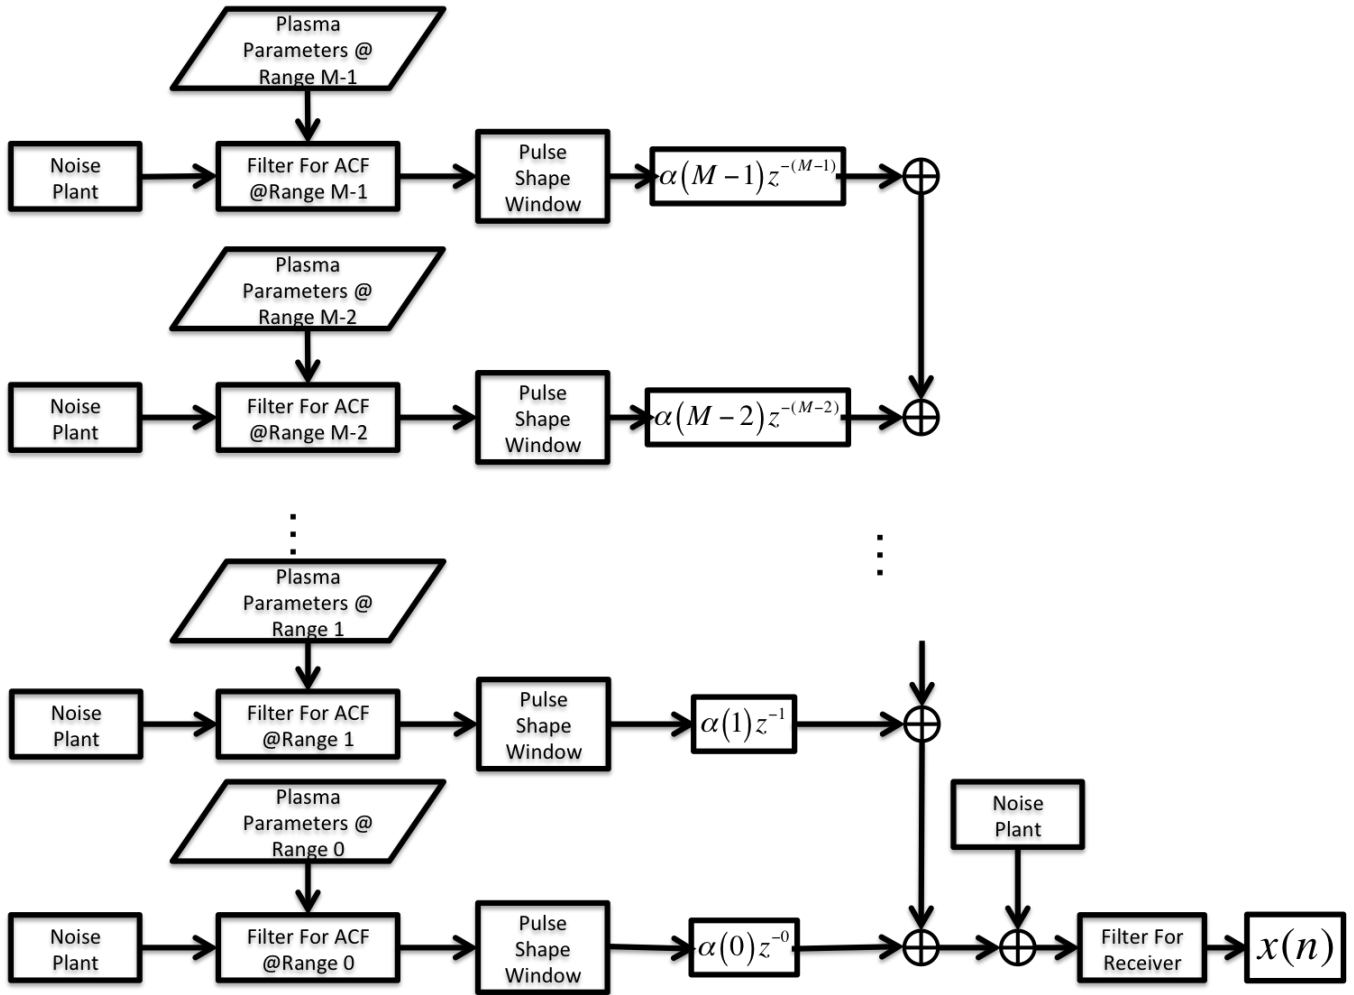 Plasma
Parameters @
Range M-1
Noise
Plant
Filter For ACF
@Range M-1
Pulse
Shape
Window
α(M−1)z^{-(M−1)}
Plasma
Parameters @
Range M-2
Noise
Plant
Filter For ACF
@Range M-2
Pulse
Shape
Window
α(M−2)z^{-(M−2)}
Plasma
Parameters @
Range 1
Noise
Plant
Filter For ACF
@Range 1
Pulse
Shape
Window
α(1)z^{-1}
Plasma
Parameters @
Range 0
Noise
Plant
Noise
Plant
Filter For ACF
@Range 0
Pulse
Shape
Window
α(0)z^{-0}
Filter For
Receiver
x(n)